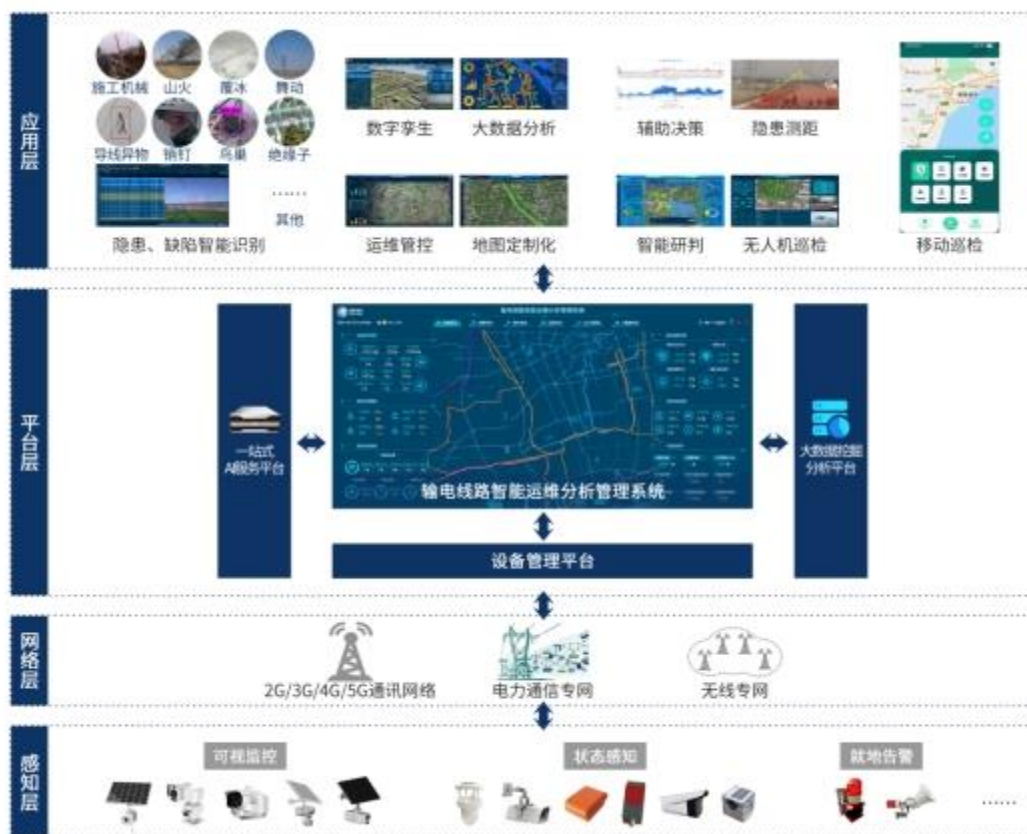 应用层
施工机械
山火
覆冰
舞动
导线异物
销钉
鸟巢
绝缘子
......
其他
隐患、缺陷智能识别
数字孪生
大数据分析
辅助决策
隐患测距
运维管控
地图定制化
智能研判
无人机巡检
移动巡检
平台层
一站式
AI服务平台
输电线路智能运维分析管理系统
大数据挖掘
分析平台
设备管理平台
网络层
2G/3G/4G/5G通讯网络
电力通信专网
无线专网
感知层
可视监控
状态感知
就地告警
......